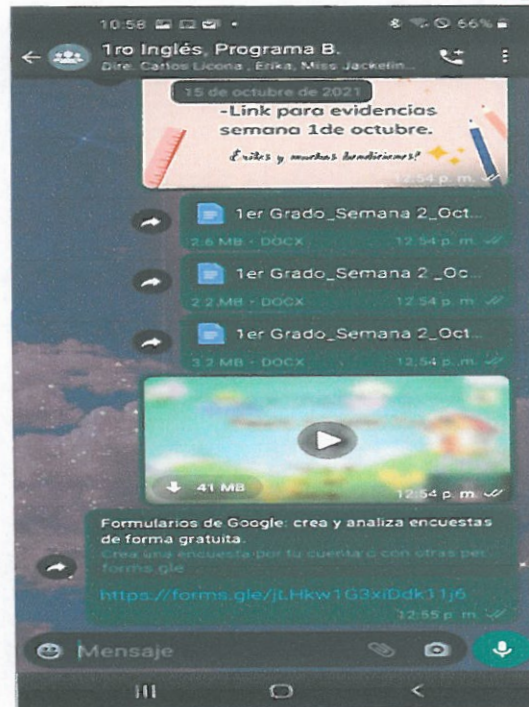 10:58
66%
1ro Inglés, Programa B.
Dire. Carlos Licona, Erika, Miss Jackelin...
15 de octubre de 2021
-Link para evidencias
semana 1de octubre.
Éxitos y muchas bendiciones!
12:54 p. m.
1er Grado_Semana 2_Oct...
2.6 MB • DOCX 12:54 p. m.
1er Grado_Semana 2 _Oc...
2.2 MB • DOCX 12:54 p. m.
1er Grado_Semana 2_Oct...
3.2 MB • DOCX 12:54 p. m.
41 MB
12:54 p. m.
Formularios de Google: crea y analiza encuestas
de forma gratuita.
Crea una encuesta por tu cuenta o con otras per
forms.gle
12:55 p. m.
Mensaje